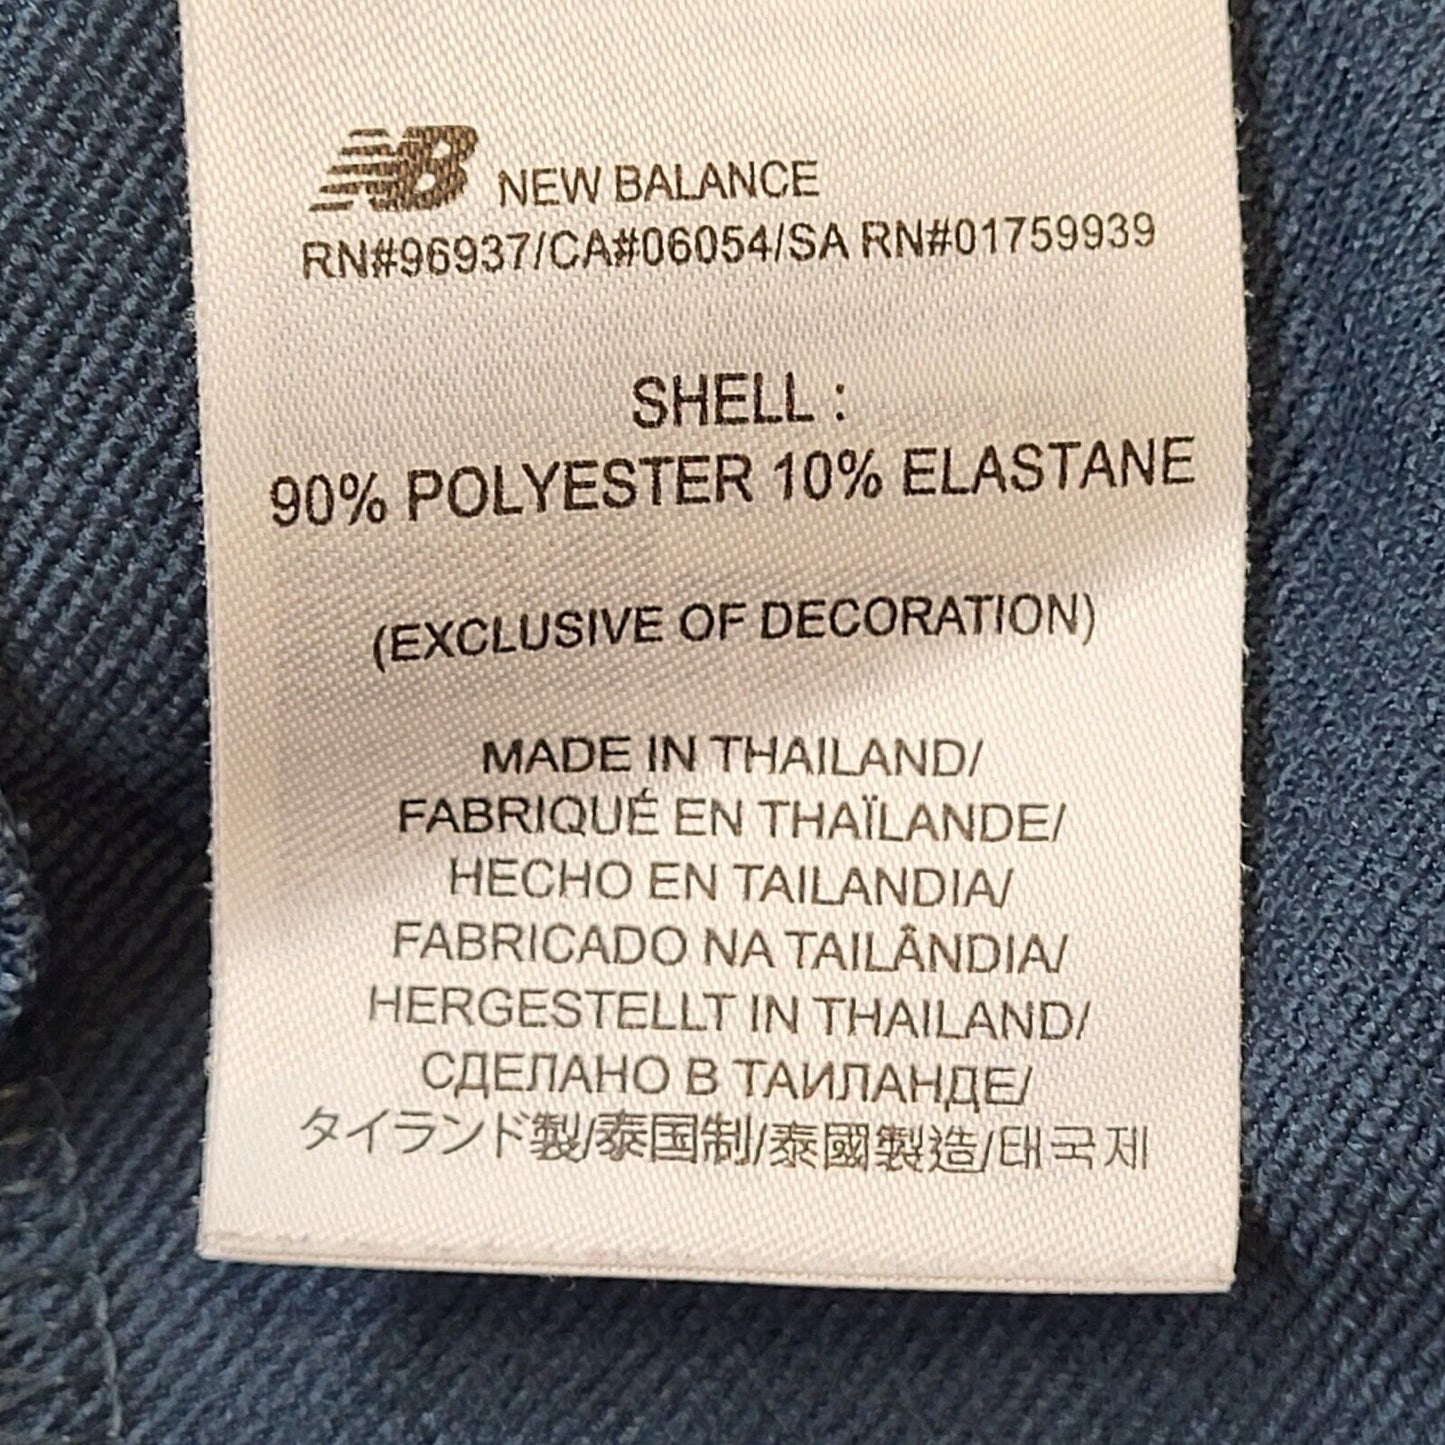 NB NEW BALANCE
RN#96937/CA#06054/SA RN#01759939
SHELL :
90% POLYESTER 10% ELASTANE
(EXCLUSIVE OF DECORATION)
MADE IN THAILAND/
FABRIQUÉ EN THAÏLANDE/
HECHO EN TAILANDIA/
FABRICADO NA TAILÂNDIA/
HERGESTELLT IN THAILAND/
СДЕЛАНО В ТАИЛАНДЕ/
タイランド製/泰国制/泰國製造/태국제